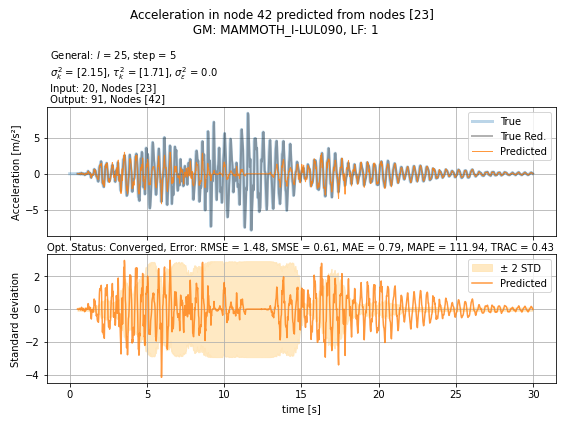 Acceleration in node 42 predicted from nodes [23]
GM: MAMMOTH_I-LUL090, LF: 1
General: l = 25, step = 5
σ²_k = [2.15], τ²_k = [1.71], σ²_ε = 0.0
Input: 20, Nodes [23]
Output: 91, Nodes [42]
Acceleration [m/s²]
5
0
−5
True
True Red.
Predicted
Opt. Status: Converged, Error: RMSE = 1.48, SMSE = 0.61, MAE = 0.79, MAPE = 111.94, TRAC = 0.43
Standard deviation
2
0
−2
−4
± 2 STD
Predicted
0 5 10 15 20 25 30
time [s]